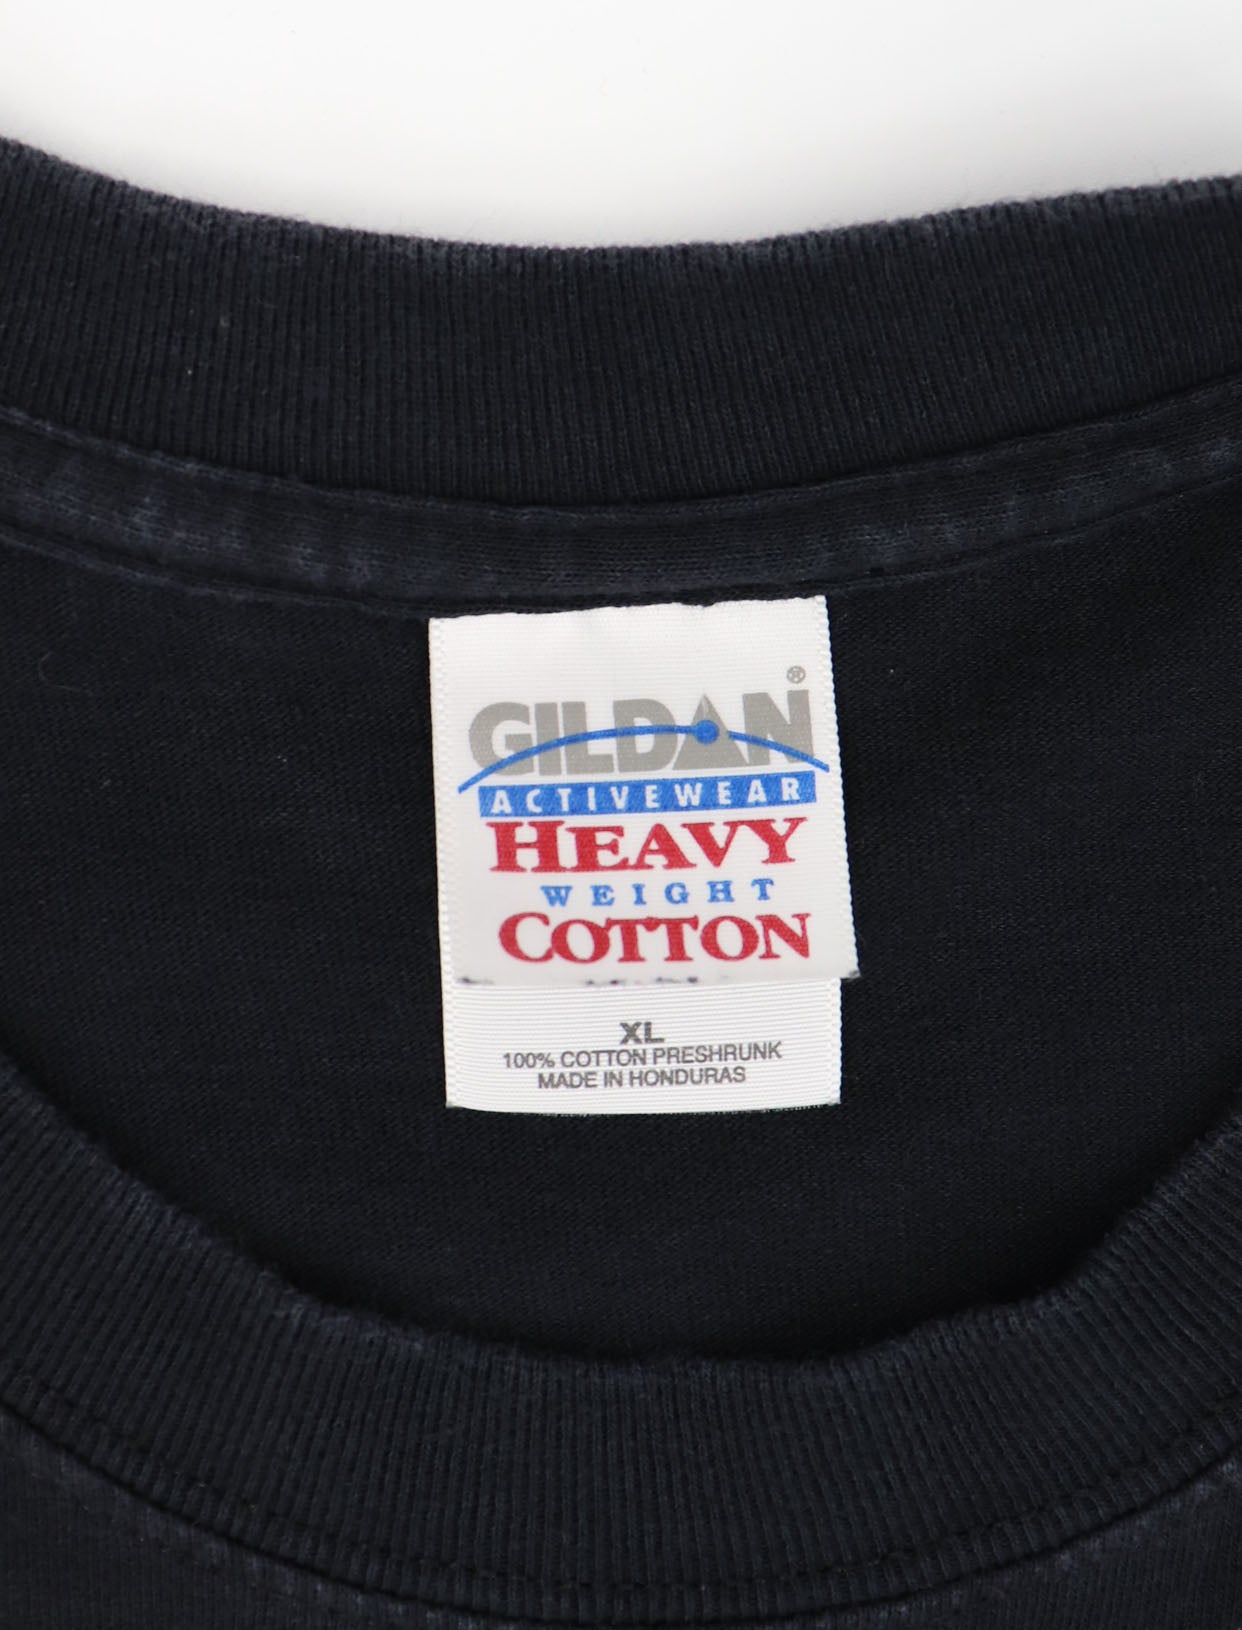 GILDAN®
ACTIVEWEAR
HEAVY
WEIGHT
COTTON
XL
100% COTTON PRESHRUNK
MADE IN HONDURAS